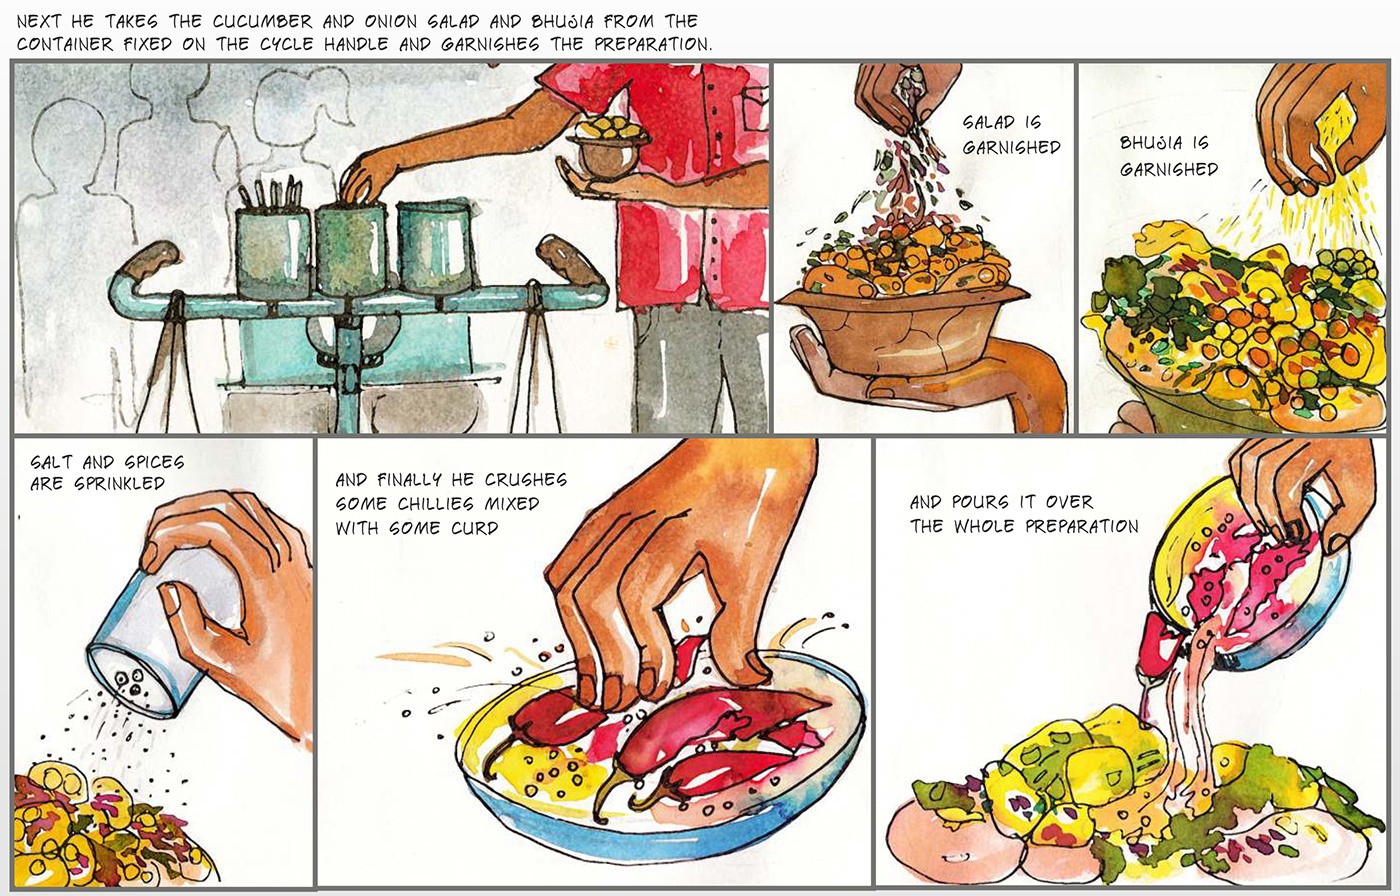 NEXT HE TAKES THE CUCUMBER AND ONION SALAD AND BHUJIA FROM THE
CONTAINER FIXED ON THE CYCLE HANDLE AND GARNISHES THE PREPARATION.
SALAD IS
GARNISHED
BHUJIA IS
GARNISHED
SALT AND SPICES
ARE SPRINKLED
AND FINALLY HE CRUSHES
SOME CHILLIES MIXED
WITH SOME CURD
AND POURS IT OVER
THE WHOLE PREPARATION